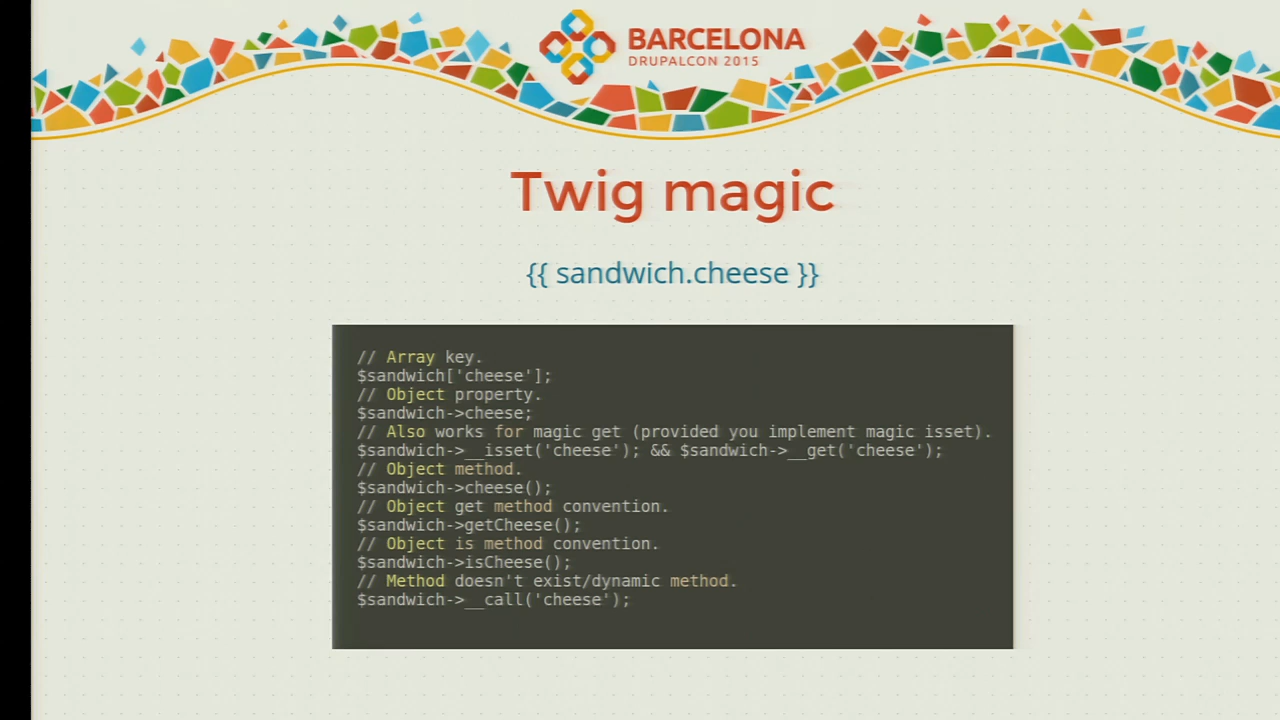 BARCELONA
DRUPALCON 2015
Twig magic
{{ sandwich.cheese }}
// Array key.
$sandwich['cheese'];
// Object property.
$sandwich->cheese;
// Also works for magic get (provided you implement magic isset).
$sandwich->__isset('cheese'); && $sandwich->__get('cheese');
// Object method.
$sandwich->cheese();
// Object get method convention.
$sandwich->getCheese();
// Object is method convention.
$sandwich->isCheese();
// Method doesn't exist/dynamic method.
$sandwich->__call('cheese');